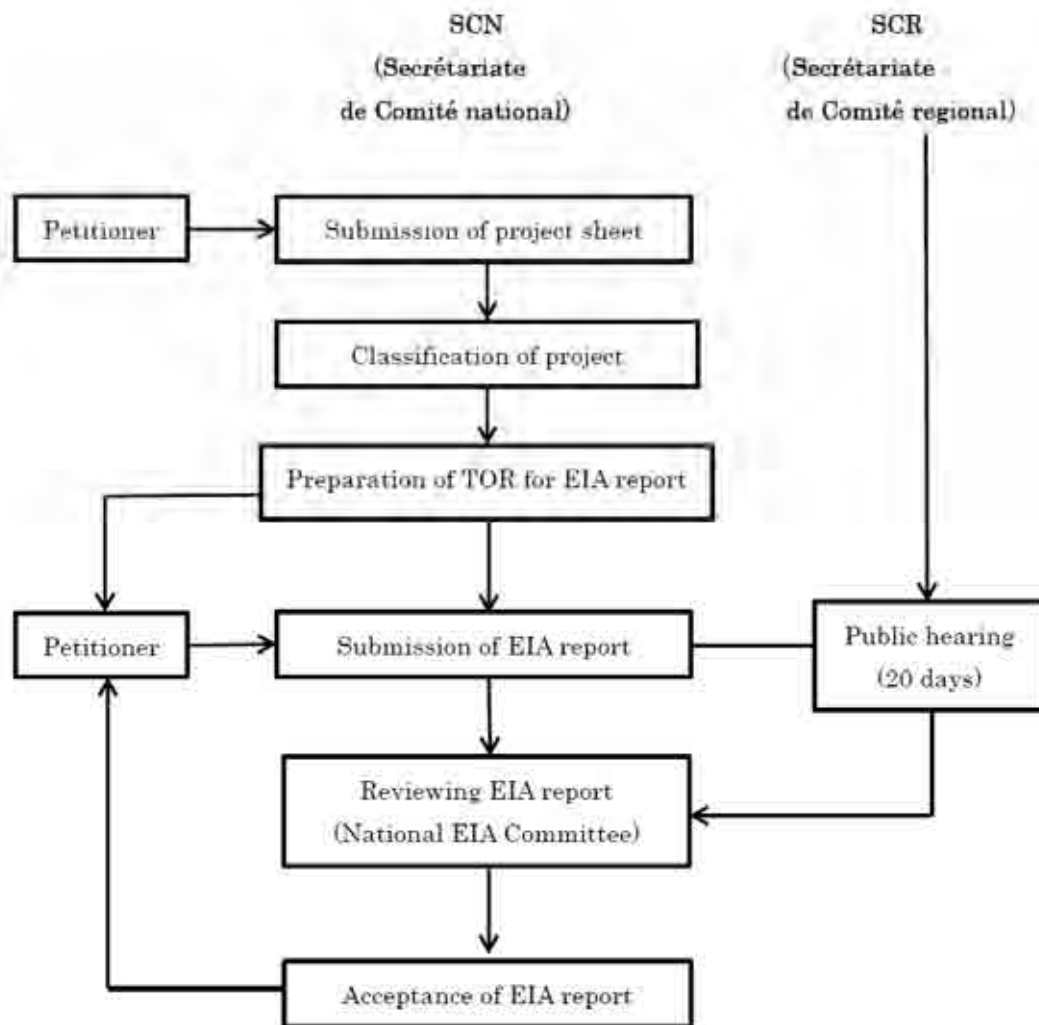 SCN
(Secrétariate
de Comité national)
SCR
(Secrétariate
de Comité regional)
Petitioner
Submission of project sheet
Classification of project
Preparation of TOR for EIA report
Petitioner
Submission of EIA report
Public hearing
(20 days)
Reviewing EIA report
(National EIA Committee)
Acceptance of EIA report